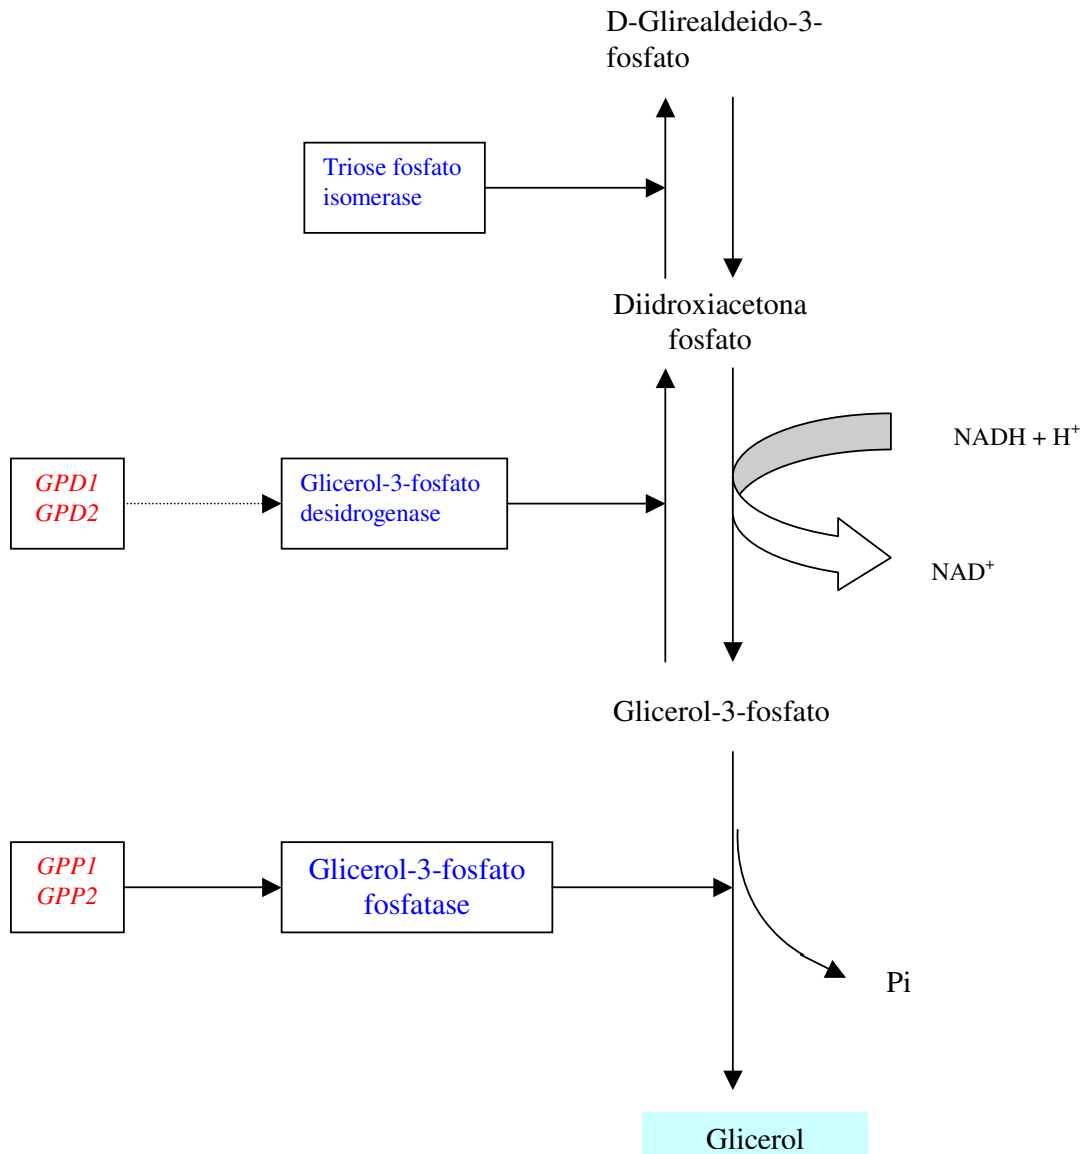 D-Glirealdeido-3-
fosfato
Triose fosfato
isomerase
Diidroxiacetona
fosfato
NADH + H⁺
GPD1
GPD2
Glicerol-3-fosfato
desidrogenase
NAD⁺
Glicerol-3-fosfato
GPP1
GPP2
Glicerol-3-fosfato
fosfatase
Pi
Glicerol